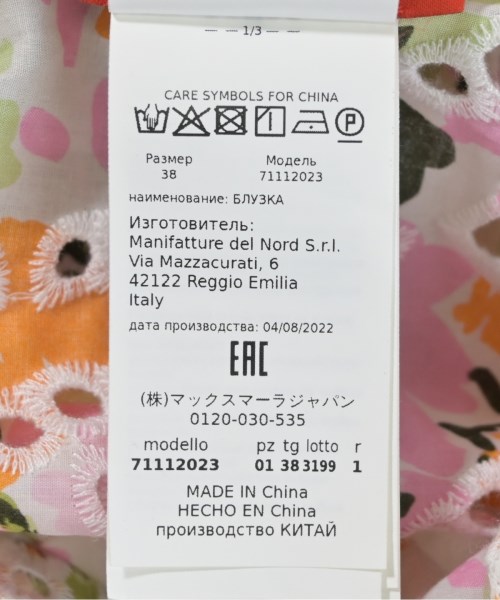 — — 1/3 — —
CARE SYMBOLS FOR CHINA
P
Размер Модель
38 71112023
наименование: БЛУЗКА
Изготовитель:
Manifatture del Nord S.r.l.
Via Mazzacurati, 6
42122 Reggio Emilia
Italy
дата производства: 04/08/2022
EAC
(株)マックスマーラジャパン
0120-030-535
modello pz tg lotto r
71112023 01 38 3199 1
MADE IN China
HECHO EN China
производство КИТАЙ